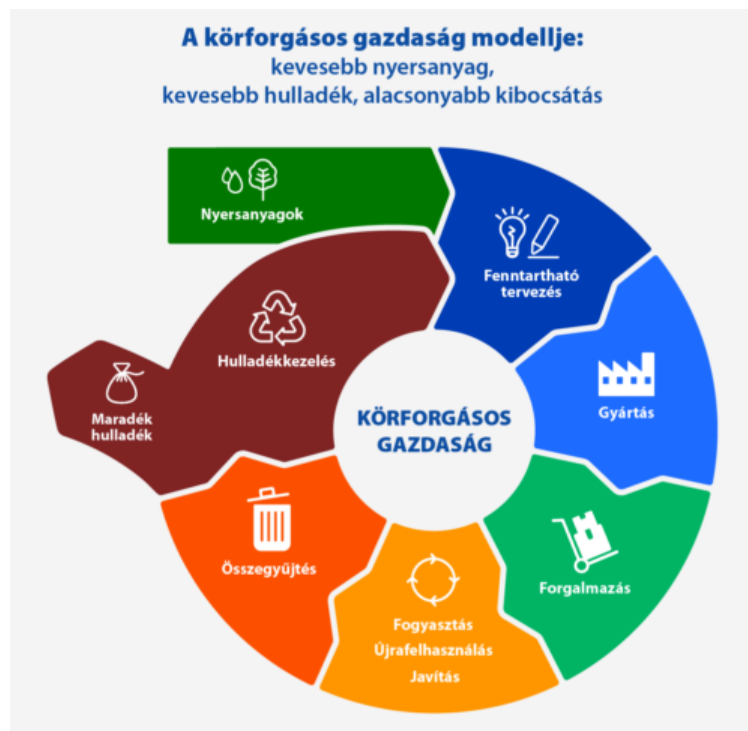 A körforgásos gazdaság modellje:
kevesebb nyersanyag,
kevesebb hulladék, alacsonyabb kibocsátás
Nyersanyagok
Fenntartható
tervezés
Gyártás
Forgalmazás
Fogyasztás
Újrafelhasználás
Javítás
Összegyűjtés
Hulladékkezelés
Maradék
hulladék
KÖRFORGÁSOS
GAZDASÁG